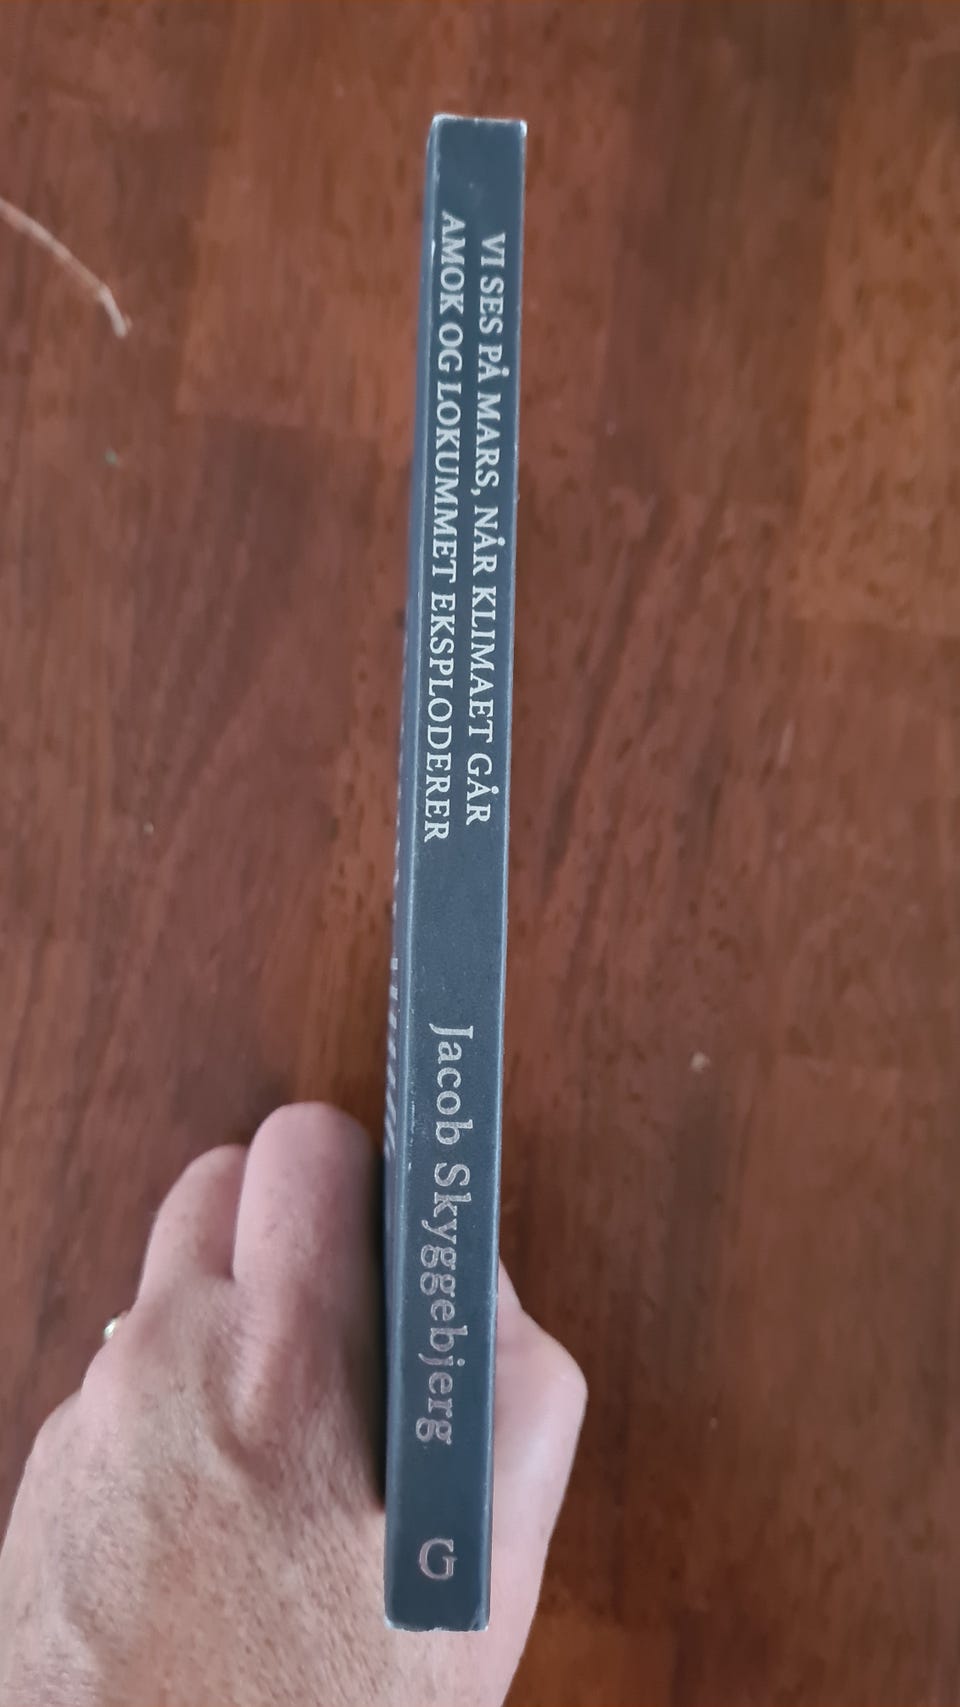 VI SES PÅ MARS, NÅR KLIMAET GÅR
AMOK OG LOKUMMET EKSPLODERER
Jacob Skyggebjerg
G